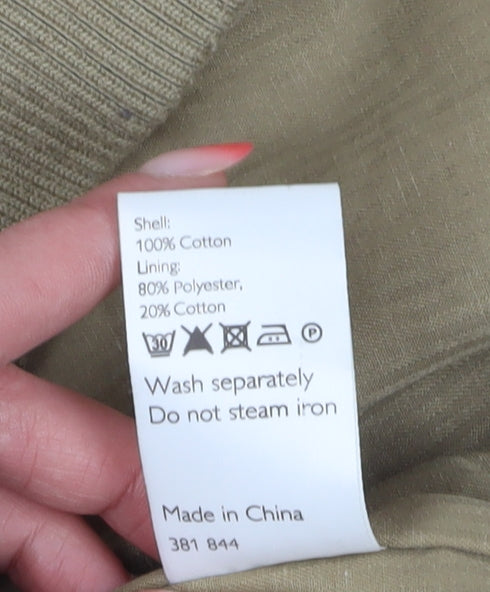 Shell:
100% Cotton
Lining:
80% Polyester,
20% Cotton
30 P
Wash separately
Do not steam iron
Made in China
381 844